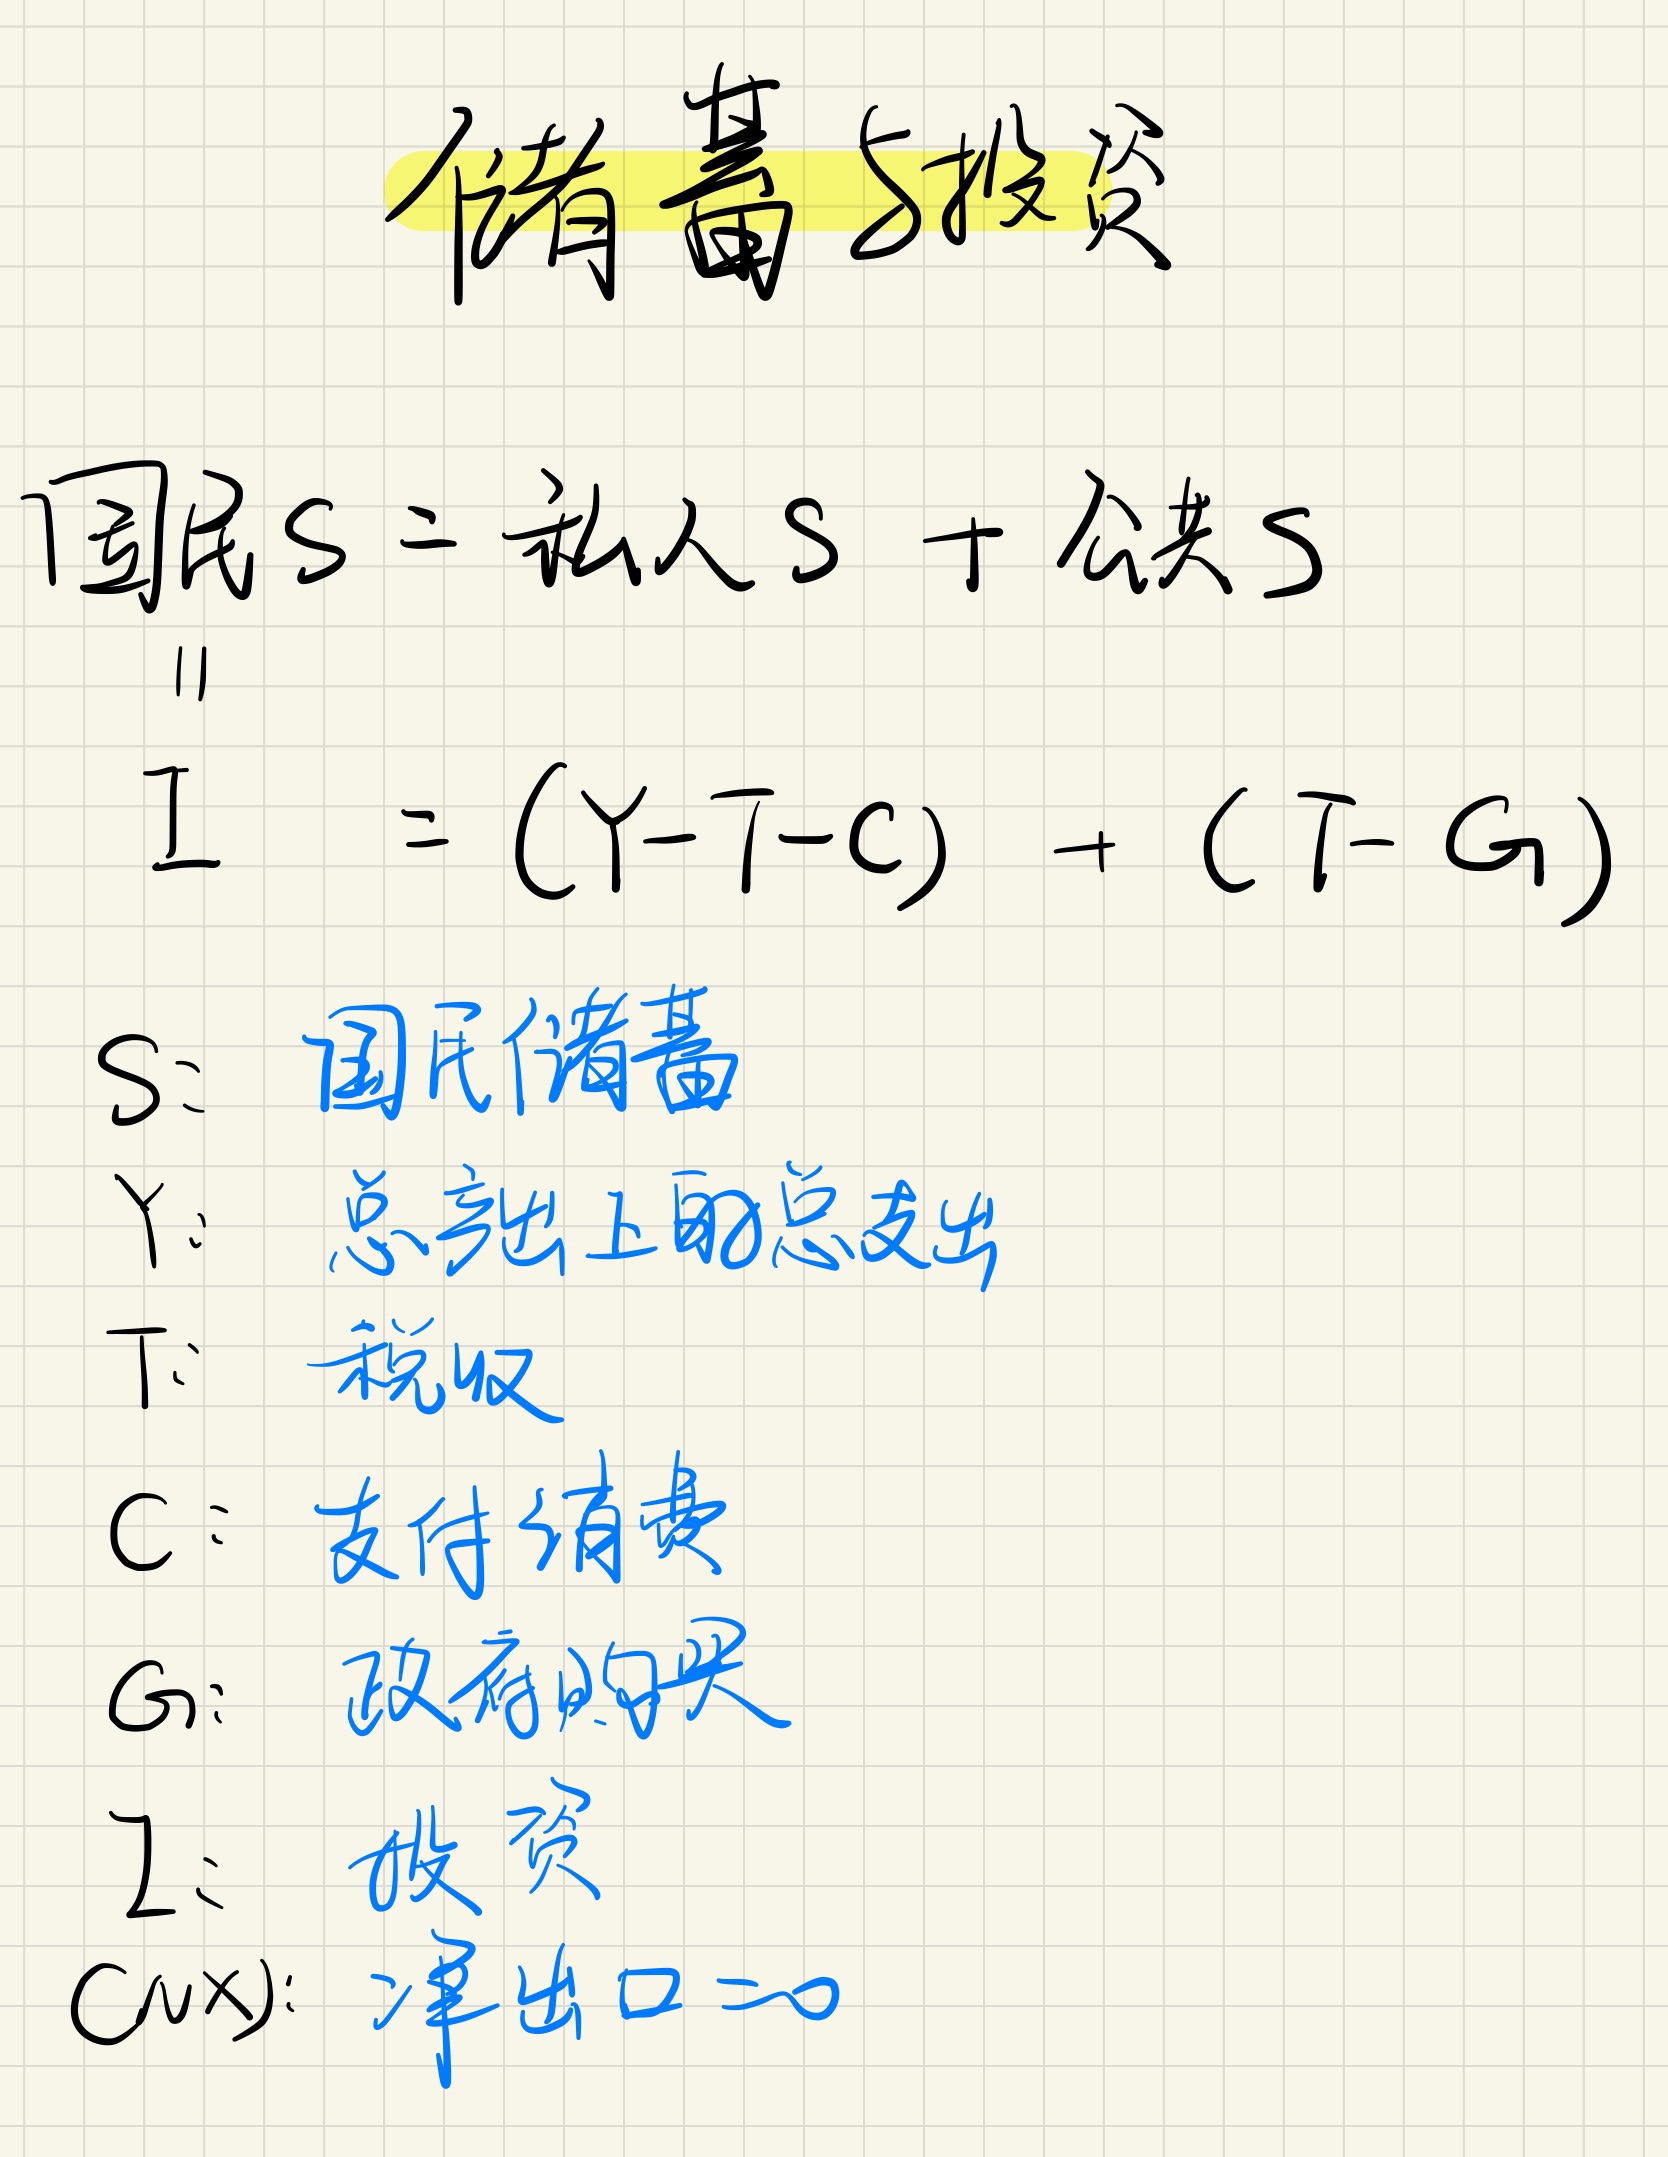 储蓄与投资
国民S = 私人S + 公共S
=
I = (Y-T-C) + (T-G)
S: 国民储蓄
Y: 总产出上的总支出
T: 税收
C: 支付消费
G: 政府购买
I: 投资
(NX): 净出口=0